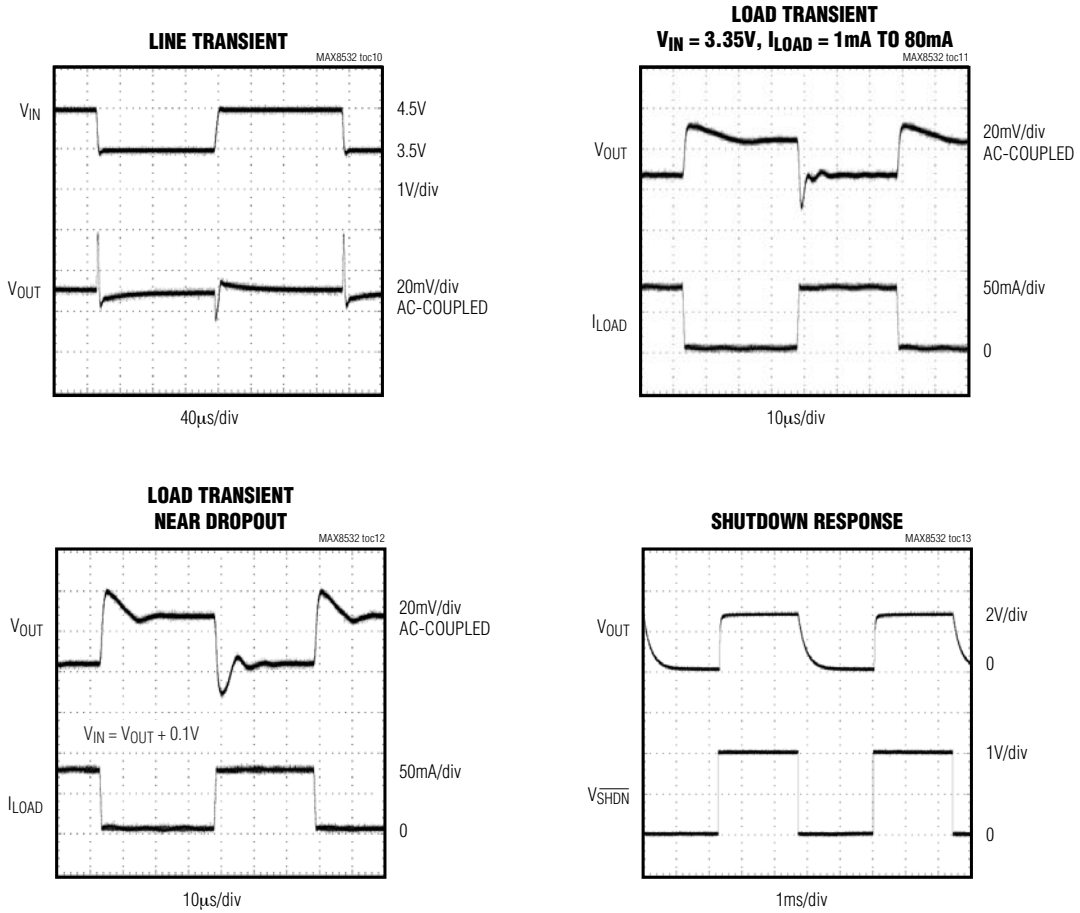 LINE TRANSIENT
MAX8532 toc10
VIN
4.5V
3.5V
1V/div
VOUT
20mV/div
AC-COUPLED
40μs/div
LOAD TRANSIENT
VIN = 3.35V, ILOAD = 1mA TO 80mA
MAX8532 toc11
VOUT
20mV/div
AC-COUPLED
50mA/div
ILOAD
0
10μs/div
LOAD TRANSIENT
NEAR DROPOUT
MAX8532 toc12
VOUT
20mV/div
AC-COUPLED
VIN = VOUT + 0.1V
50mA/div
ILOAD
0
10μs/div
SHUTDOWN RESPONSE
MAX8532 toc13
VOUT
2V/div
0
1V/div
VSHDN
0
1ms/div